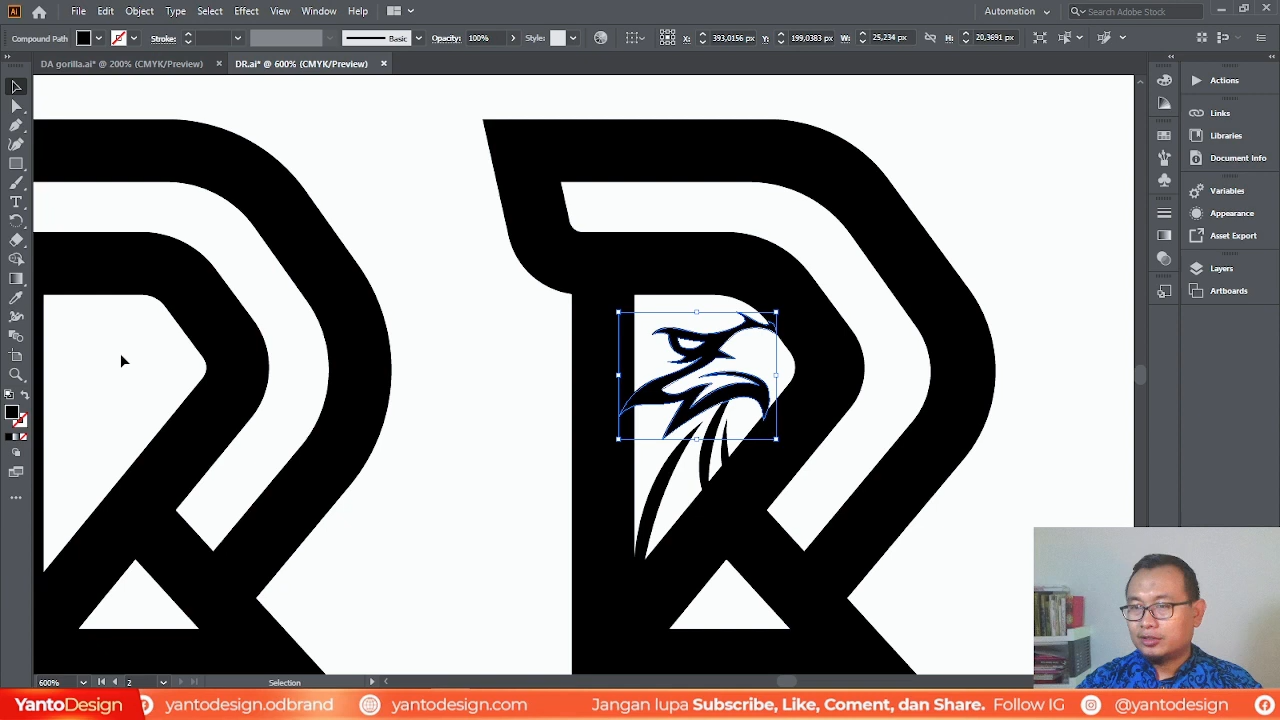 Ai File Edit Object Type Select Effect View Window Help Automation Search Adobe Stock
Compound Path Stroke: Basic Opacity: 100% Style: X: 393,0156 px Y: 199,0383 px W: 25,234 px H: 20,3691 px
DA gorilla.ai* @ 200% (CMYK/Preview) × DR.ai* @ 600% (CMYK/Preview) ×
Actions
Links
Libraries
Document Info
Variables
Appearance
Asset Export
Layers
Artboards
600% 2 Selection
YantoDesign yantodesign.odbrand yantodesign.com Jangan lupa Subscribe, Like, Coment, dan Share. Follow IG @yantodesign